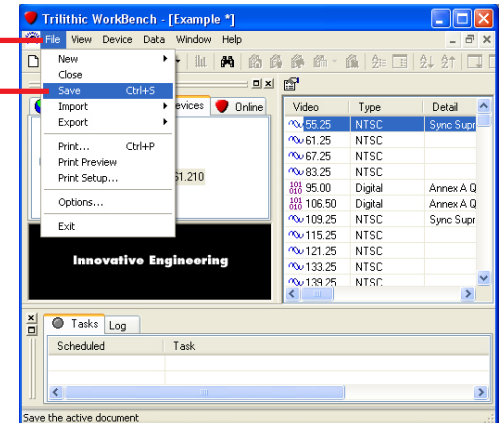 Trilithic WorkBench - [Example *]
File View Device Data Window Help
New
Close
Save Ctrl+S
Import
Export
Print... Ctrl+P
Print Preview
Print Setup...
Options...
Exit
evices Online
61.210
Innovative Engineering
Video Type Detail
55.25 NTSC Sync Supr
61.25 NTSC
67.25 NTSC
83.25 NTSC
95.00 Digital Annex A Q
106.50 Digital Annex A Q
109.25 NTSC Sync Supr
115.25 NTSC
121.25 NTSC
133.25 NTSC
139.25 NTSC
Tasks Log
Scheduled Task
Save the active document